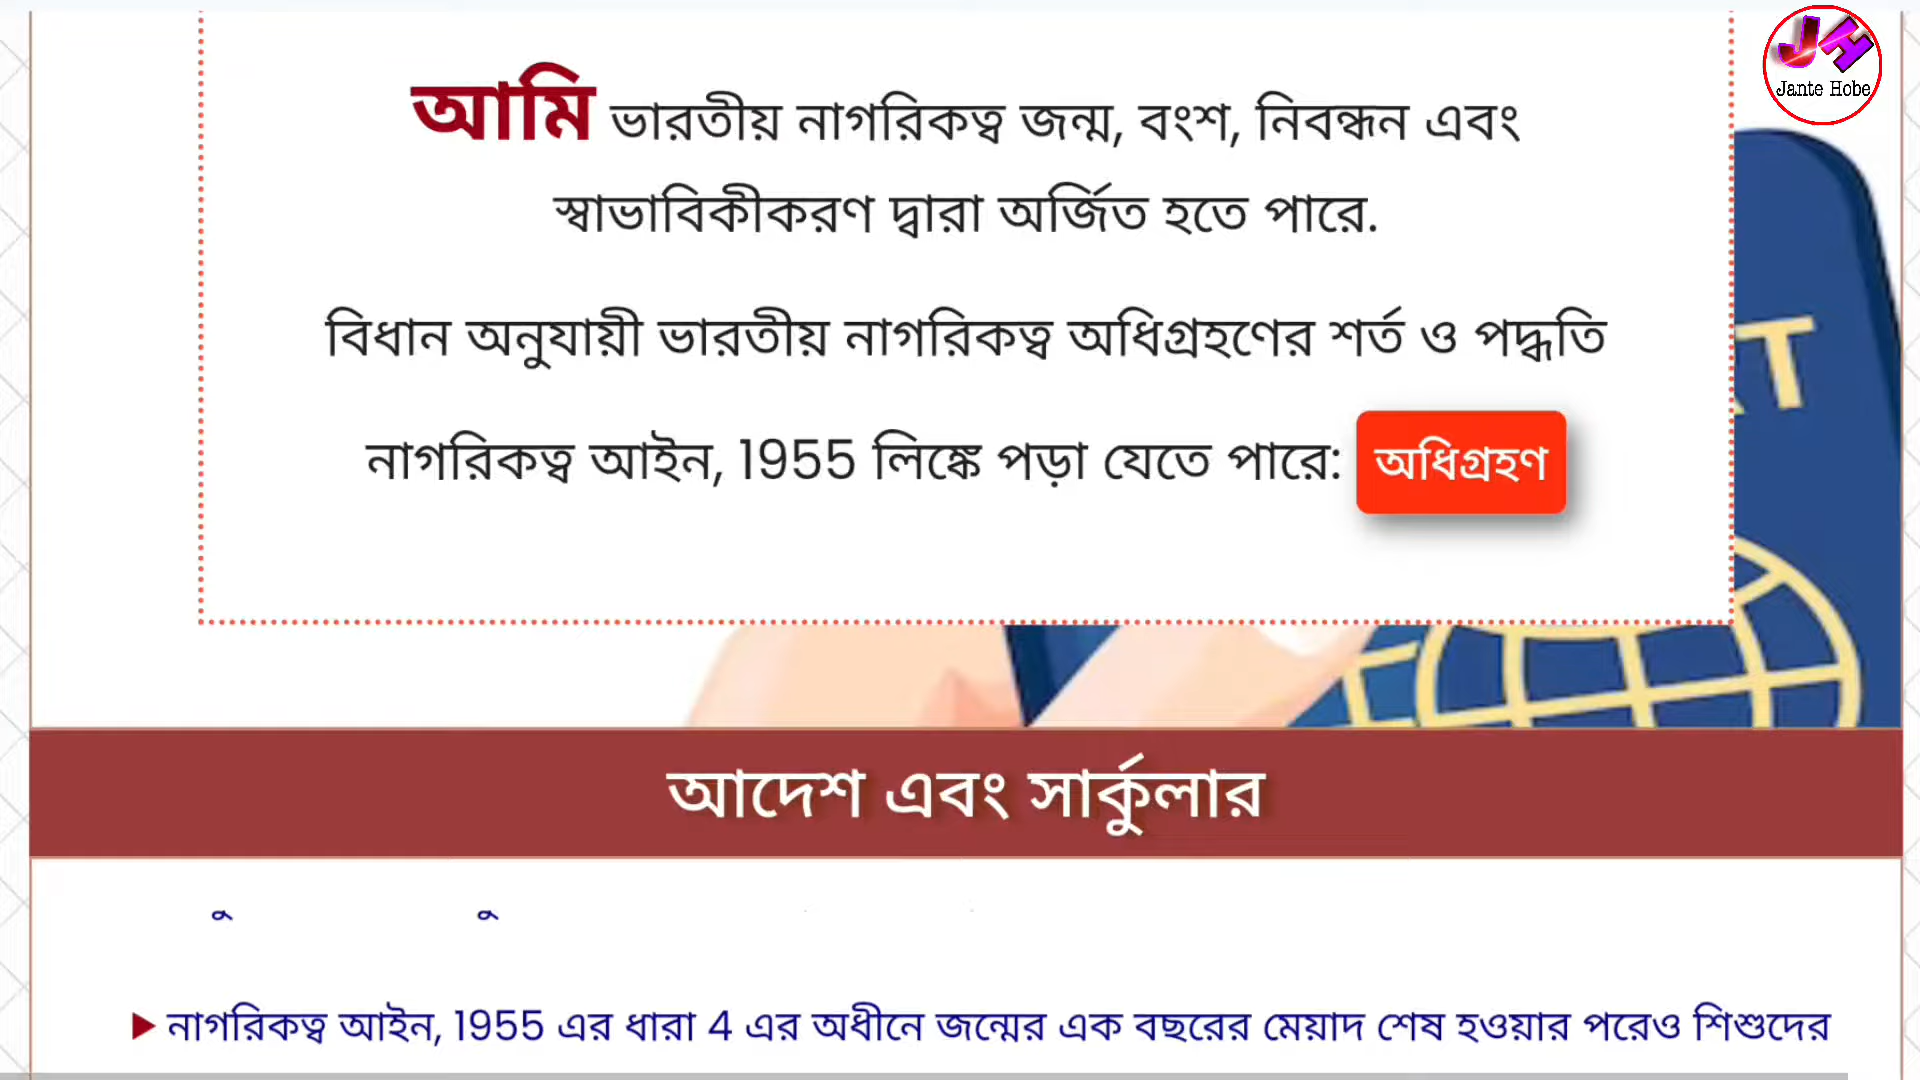 JH
Jante Hobe
আমি ভারতীয় নাগরিকত্ব জন্ম, বংশ, নিবন্ধন এবং
স্বাভাবিকীকরণ দ্বারা অর্জিত হতে পারে.
বিধান অনুযায়ী ভারতীয় নাগরিকত্ব অধিগ্রহণের শর্ত ও পদ্ধতি
নাগরিকত্ব আইন, 1955 লিঙ্কে পড়া যেতে পারে: অধিগ্রহণ
আদেশ এবং সার্কুলার
নাগরিকত্ব আইন, 1955 এর ধারা 4 এর অধীনে জন্মের এক বছরের মেয়াদ শেষ হওয়ার পরেও শিশুদের